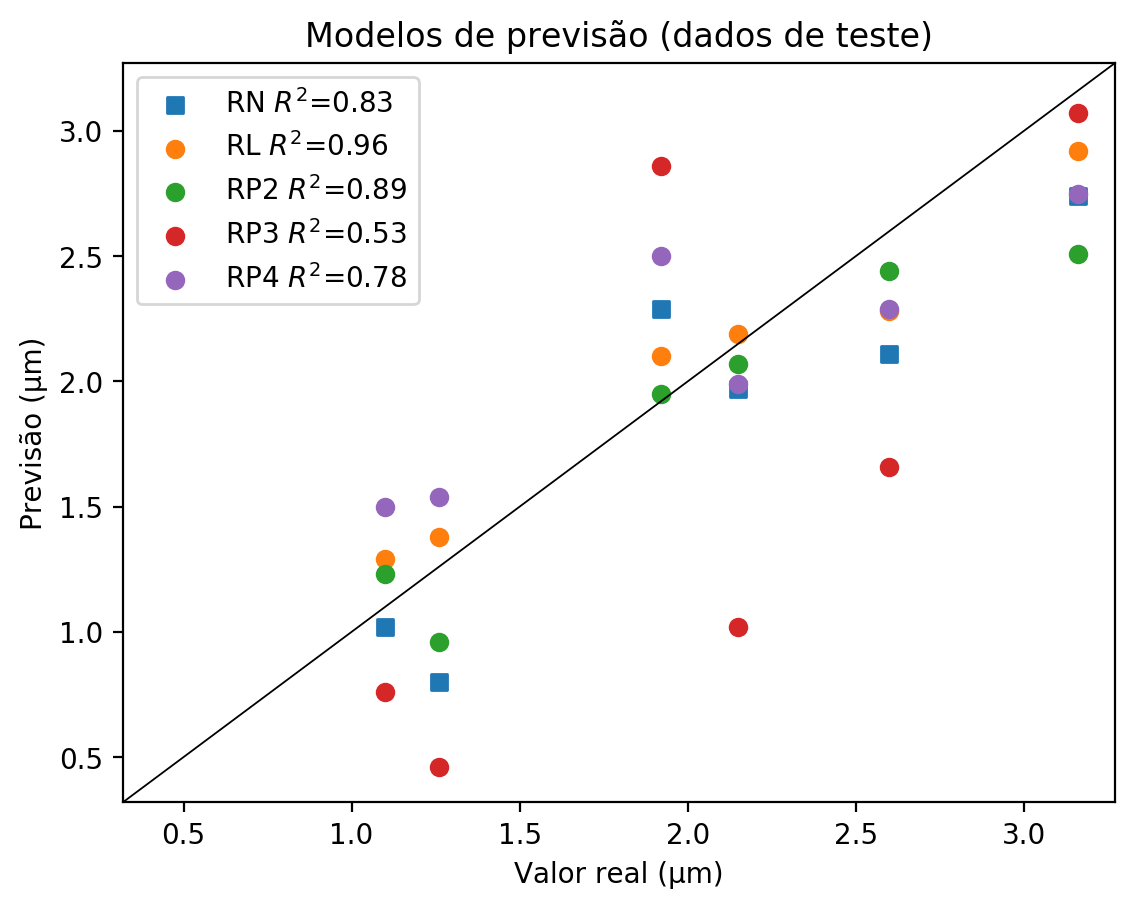 Modelos de previsão (dados de teste)
RN R²=0.83
RL R²=0.96
RP2 R²=0.89
RP3 R²=0.53
RP4 R²=0.78
3.0
2.5
2.0
1.5
1.0
0.5
Previsão (μm)
0.5 1.0 1.5 2.0 2.5 3.0
Valor real (μm)